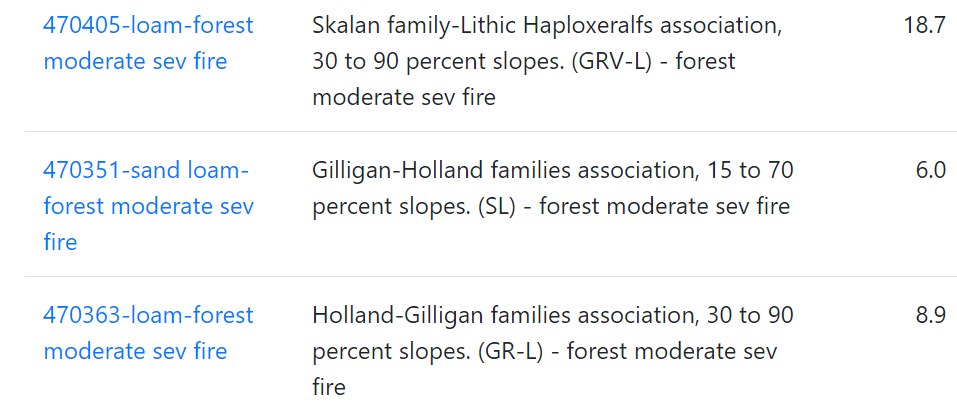 470405-loam-forest moderate sev fire
Skalan family-Lithic Haploxeralfs association,
30 to 90 percent slopes. (GRV-L) - forest
moderate sev fire
18.7
470351-sand loam-
forest moderate sev
fire
Gilligan-Holland families association, 15 to 70
percent slopes. (SL) - forest moderate sev fire
6.0
470363-loam-forest
moderate sev fire
Holland-Gilligan families association, 30 to 90
percent slopes. (GR-L) - forest moderate sev
fire
8.9